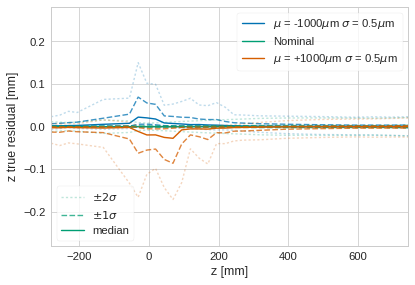 μ = -1000μm σ = 0.5μm
Nominal
μ = +1000μm σ = 0.5μm
z true residual [mm]
0.2
0.1
0.0
−0.1
−0.2
±2σ
±1σ
median
−200 0 200 400 600
z [mm]